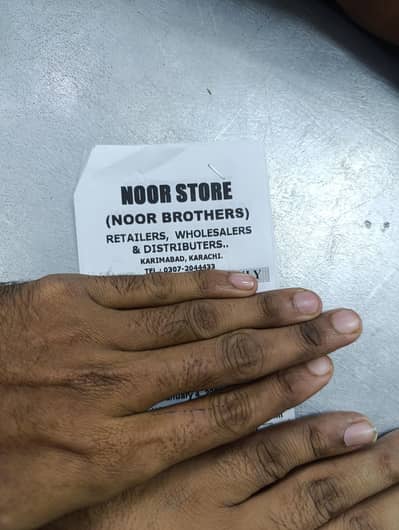 NOOR STORE
(NOOR BROTHERS)
RETAILERS, WHOLESALERS
& DISTRIBUTERS..
KARIMABAD, KARACHI.
TEL : 0307-2044433